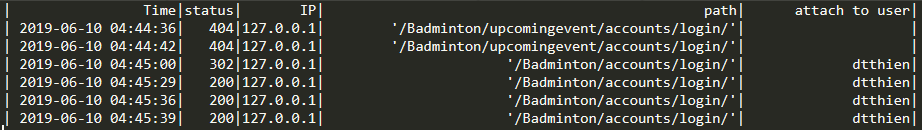 | Time|status| IP| path| attach to user|
| 2019-06-10 04:44:36| 404|127.0.0.1| '/Badminton/upcomingevent/accounts/login/'| |
| 2019-06-10 04:44:42| 404|127.0.0.1| '/Badminton/upcomingevent/accounts/login/'| |
| 2019-06-10 04:45:00| 302|127.0.0.1| '/Badminton/accounts/login/'| dtthien|
| 2019-06-10 04:45:29| 200|127.0.0.1| '/Badminton/accounts/login/'| dtthien|
| 2019-06-10 04:45:36| 200|127.0.0.1| '/Badminton/accounts/login/'| dtthien|
| 2019-06-10 04:45:39| 200|127.0.0.1| '/Badminton/accounts/login/'| dtthien|